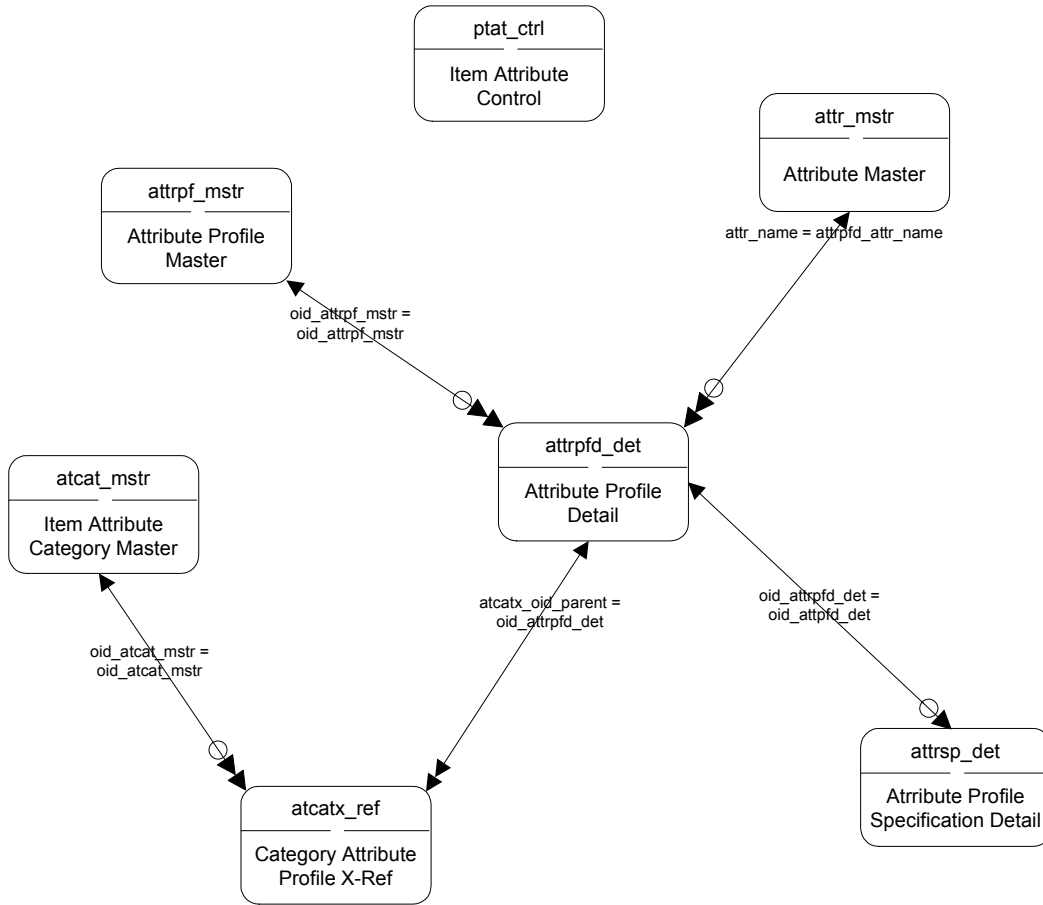 ptat_ctrl
Item Attribute
Control
attr_mstr
Attribute Master
attrpf_mstr
Attribute Profile
Master
attr_name = attrpfd_attr_name
oid_attrpf_mstr =
oid_attrpf_mstr
attrpfd_det
Attribute Profile
Detail
atcat_mstr
Item Attribute
Category Master
atcatx_oid_parent =
oid_attrpfd_det
oid_attrpfd_det =
oid_attpfd_det
oid_atcat_mstr =
oid_atcat_mstr
attrsp_det
Atrribute Profile
Specification Detail
atcatx_ref
Category Attribute
Profile X-Ref